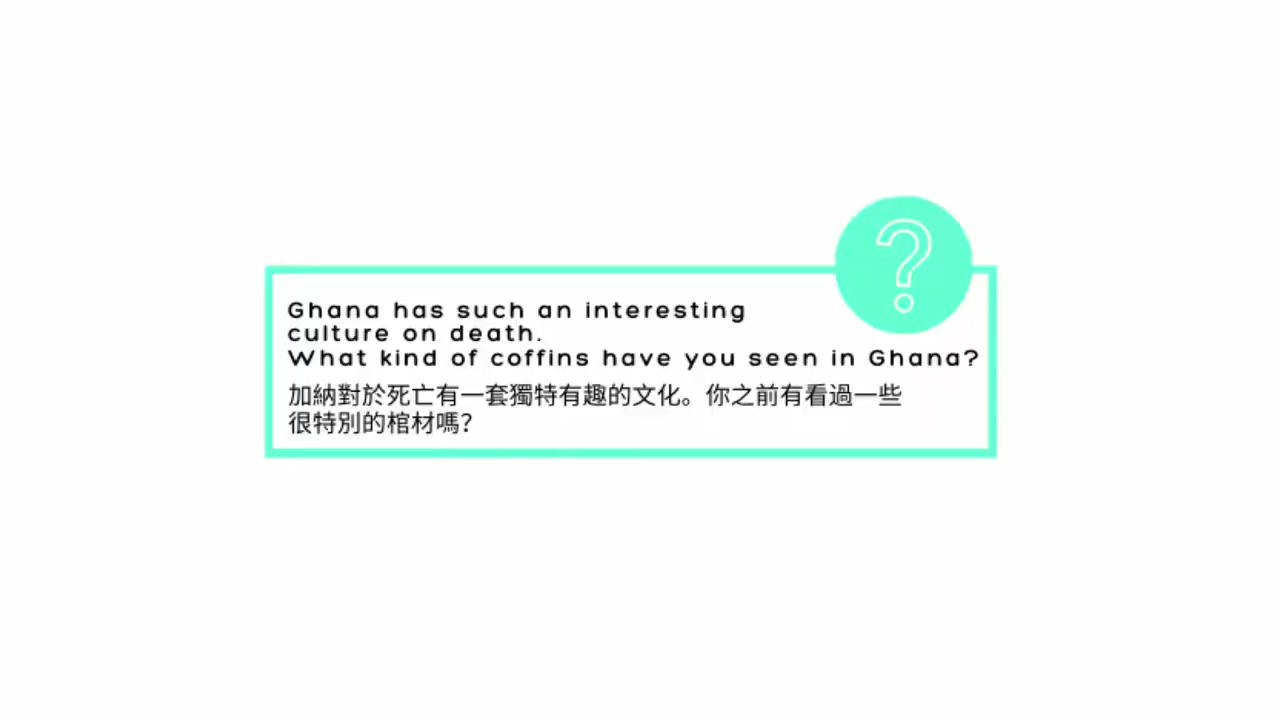 Ghana has such an interesting
culture on death.
What kind of coffins have you seen in Ghana?
加納對於死亡有一套獨特有趣的文化。你之前有看過一些
很特別的棺材嗎?